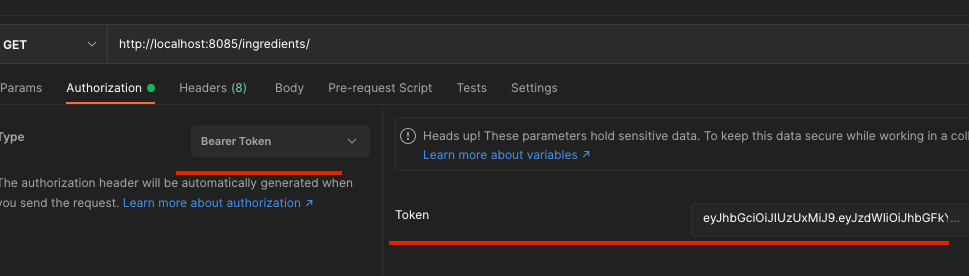 GET http://localhost:8085/ingredients/
Params Authorization Headers (8) Body Pre-request Script Tests Settings
Type Bearer Token
The authorization header will be automatically generated when
you send the request. Learn more about authorization ↗
Heads up! These parameters hold sensitive data. To keep this data secure while working in a coll
Learn more about variables ↗
Token eyJhbGciOiJIUzUxMiJ9.eyJzdWIiOiJhbGFkY...